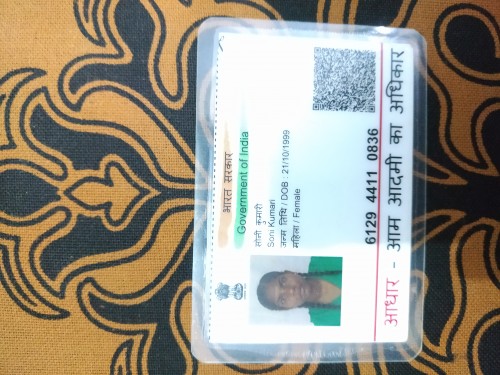 भारत सरकार
Government of India
सोनी कुमारी
Soni Kumari
जन्म तिथि / DOB : 21/10/1999
महिला / Female
6129 4411 0836
आधार - आम आदमी का अधिकार